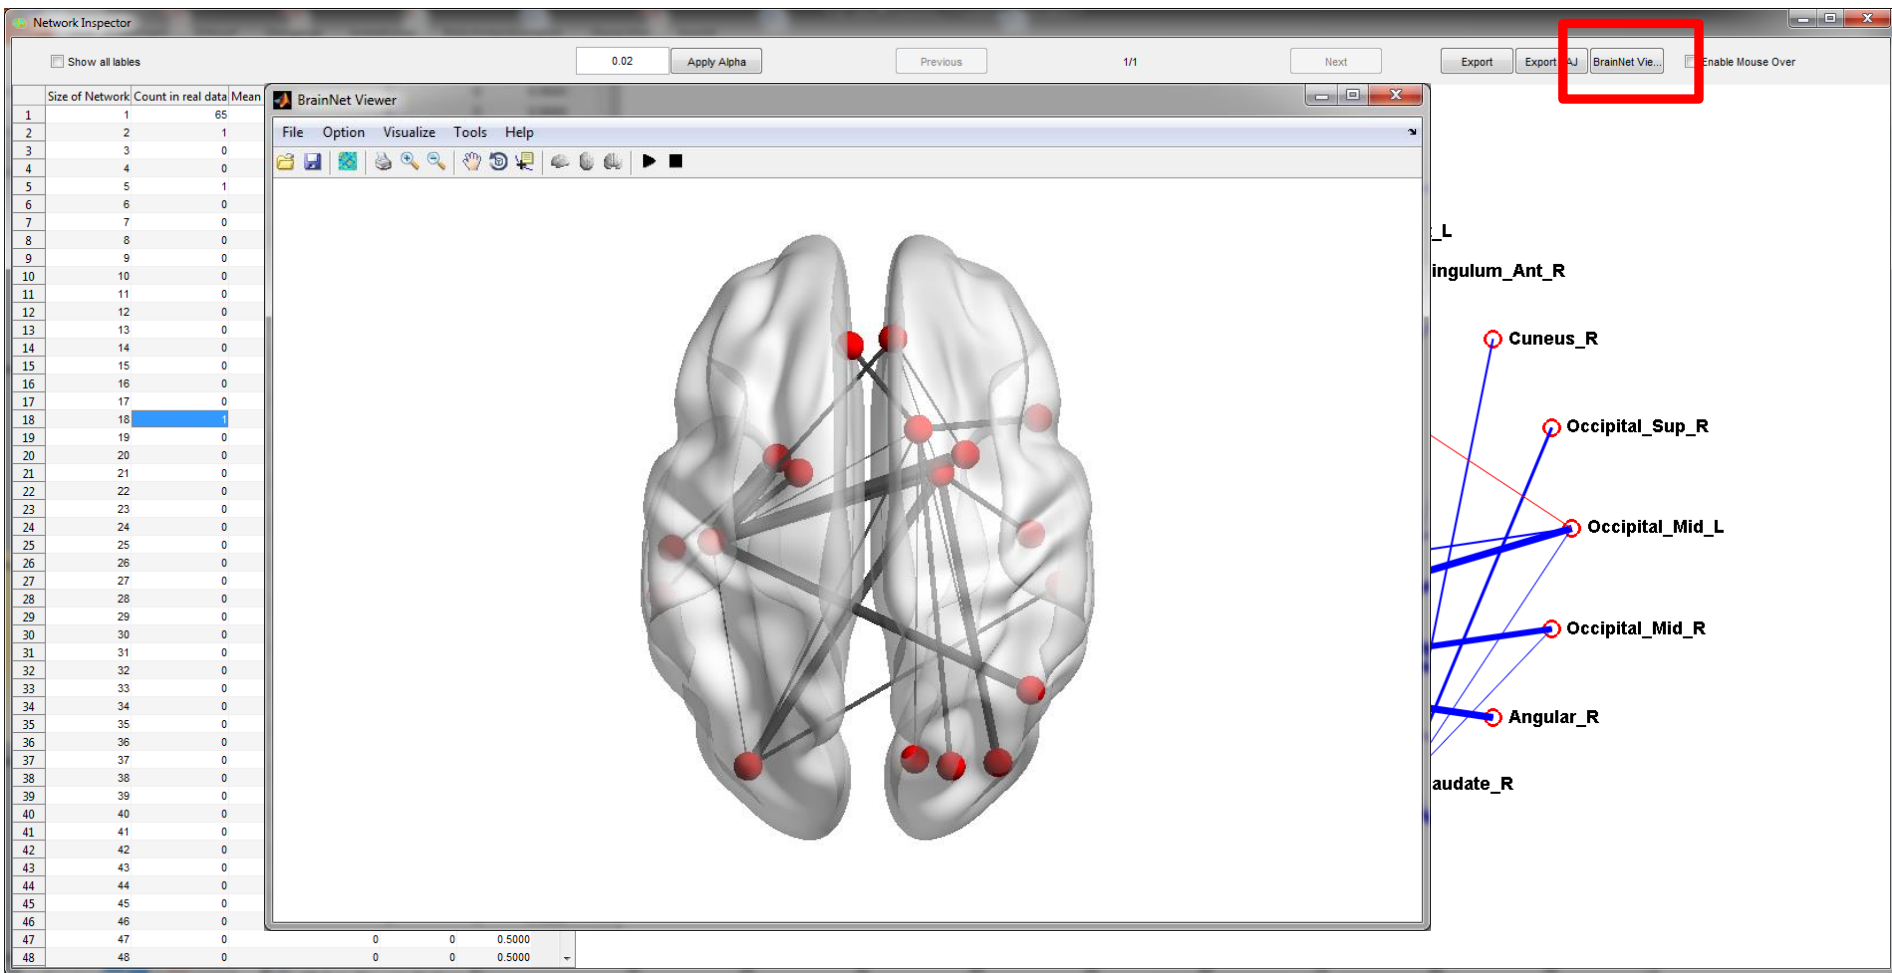 Network Inspector
Show all lables
0.02
Apply Alpha
Previous
1/1
Next
Export
Export AJ
BrainNet Vie...
Enable Mouse Over
Size of Network Count in real data Mean
1 1 65
2 2 1
3 3 0
4 4 0
5 5 1
6 6 0
7 7 0
8 8 0
9 9 0
10 10 0
11 11 0
12 12 0
13 13 0
14 14 0
15 15 0
16 16 0
17 17 0
18 18 1
19 19 0
20 20 0
21 21 0
22 22 0
23 23 0
24 24 0
25 25 0
26 26 0
27 27 0
28 28 0
29 29 0
30 30 0
31 31 0
32 32 0
33 33 0
34 34 0
35 35 0
36 36 0
37 37 0
38 38 0
39 39 0
40 40 0
41 41 0
42 42 0
43 43 0
44 44 0
45 45 0
46 46 0
47 47 0 0 0 0.5000
48 48 0 0 0 0.5000
BrainNet Viewer
File Option Visualize Tools Help
_L
ingulum_Ant_R
Cuneus_R
Occipital_Sup_R
Occipital_Mid_L
Occipital_Mid_R
Angular_R
audate_R